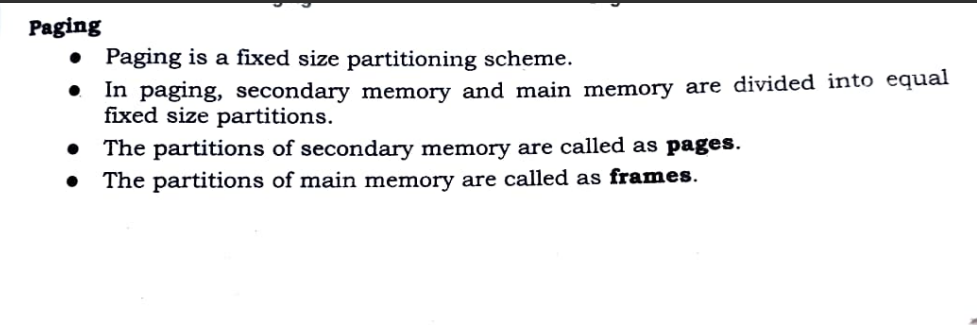 Paging
● Paging is a fixed size partitioning scheme.
● In paging, secondary memory and main memory are divided into equal
fixed size partitions.
● The partitions of secondary memory are called as pages.
● The partitions of main memory are called as frames.